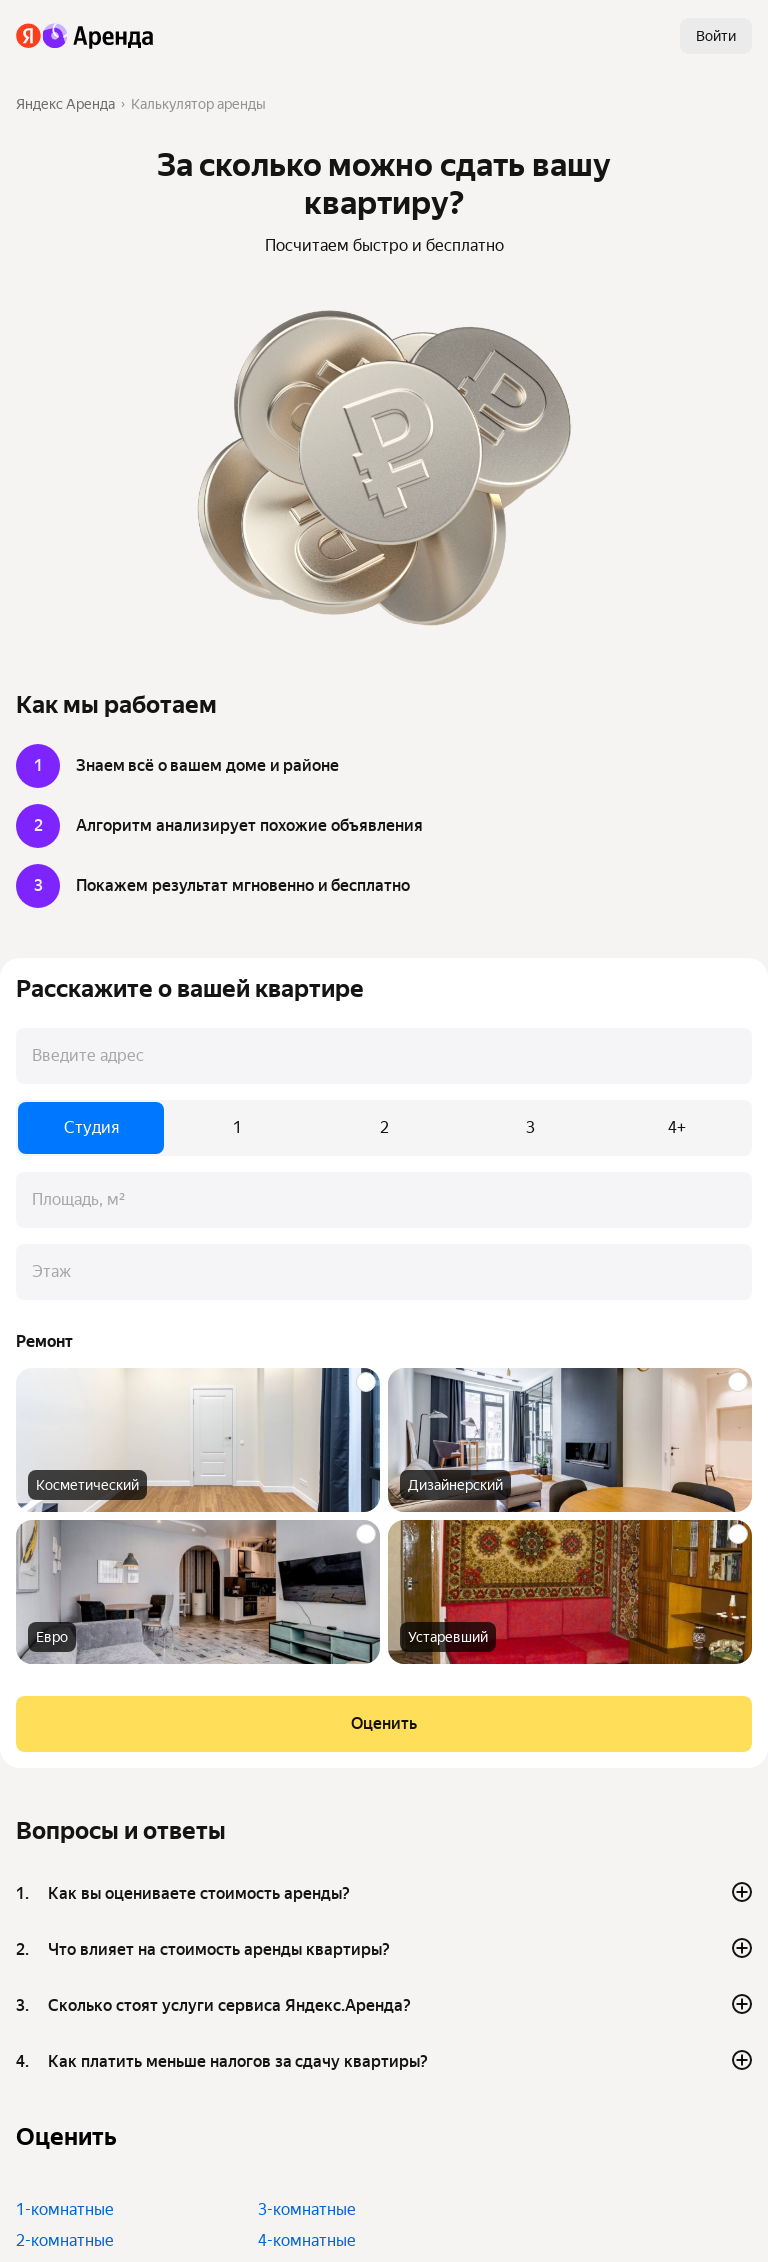 Я Аренда
Войти
Яндекс Аренда › Калькулятор аренды
За сколько можно сдать вашу
квартиру?
Посчитаем быстро и бесплатно
Как мы работаем
1 Знаем всё о вашем доме и районе
2 Алгоритм анализирует похожие объявления
3 Покажем результат мгновенно и бесплатно
Расскажите о вашей квартире
Введите адрес
Студия 1 2 3 4+
Площадь, м²
Этаж
Ремонт
Косметический
Дизайнерский
Евро
Устаревший
Оценить
Вопросы и ответы
1. Как вы оцениваете стоимость аренды?
2. Что влияет на стоимость аренды квартиры?
3. Сколько стоят услуги сервиса Яндекс.Аренда?
4. Как платить меньше налогов за сдачу квартиры?
Оценить
1-комнатные 3-комнатные
2-комнатные 4-комнатные